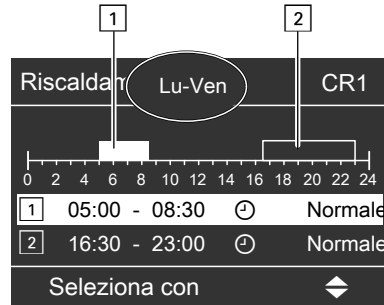 1 2
Riscaldam Lu-Ven CR1
0 2 4 6 8 10 12 14 16 18 20 22 24
1 05:00 - 08:30 Normale
2 16:30 - 23:00 Normale
Seleziona con